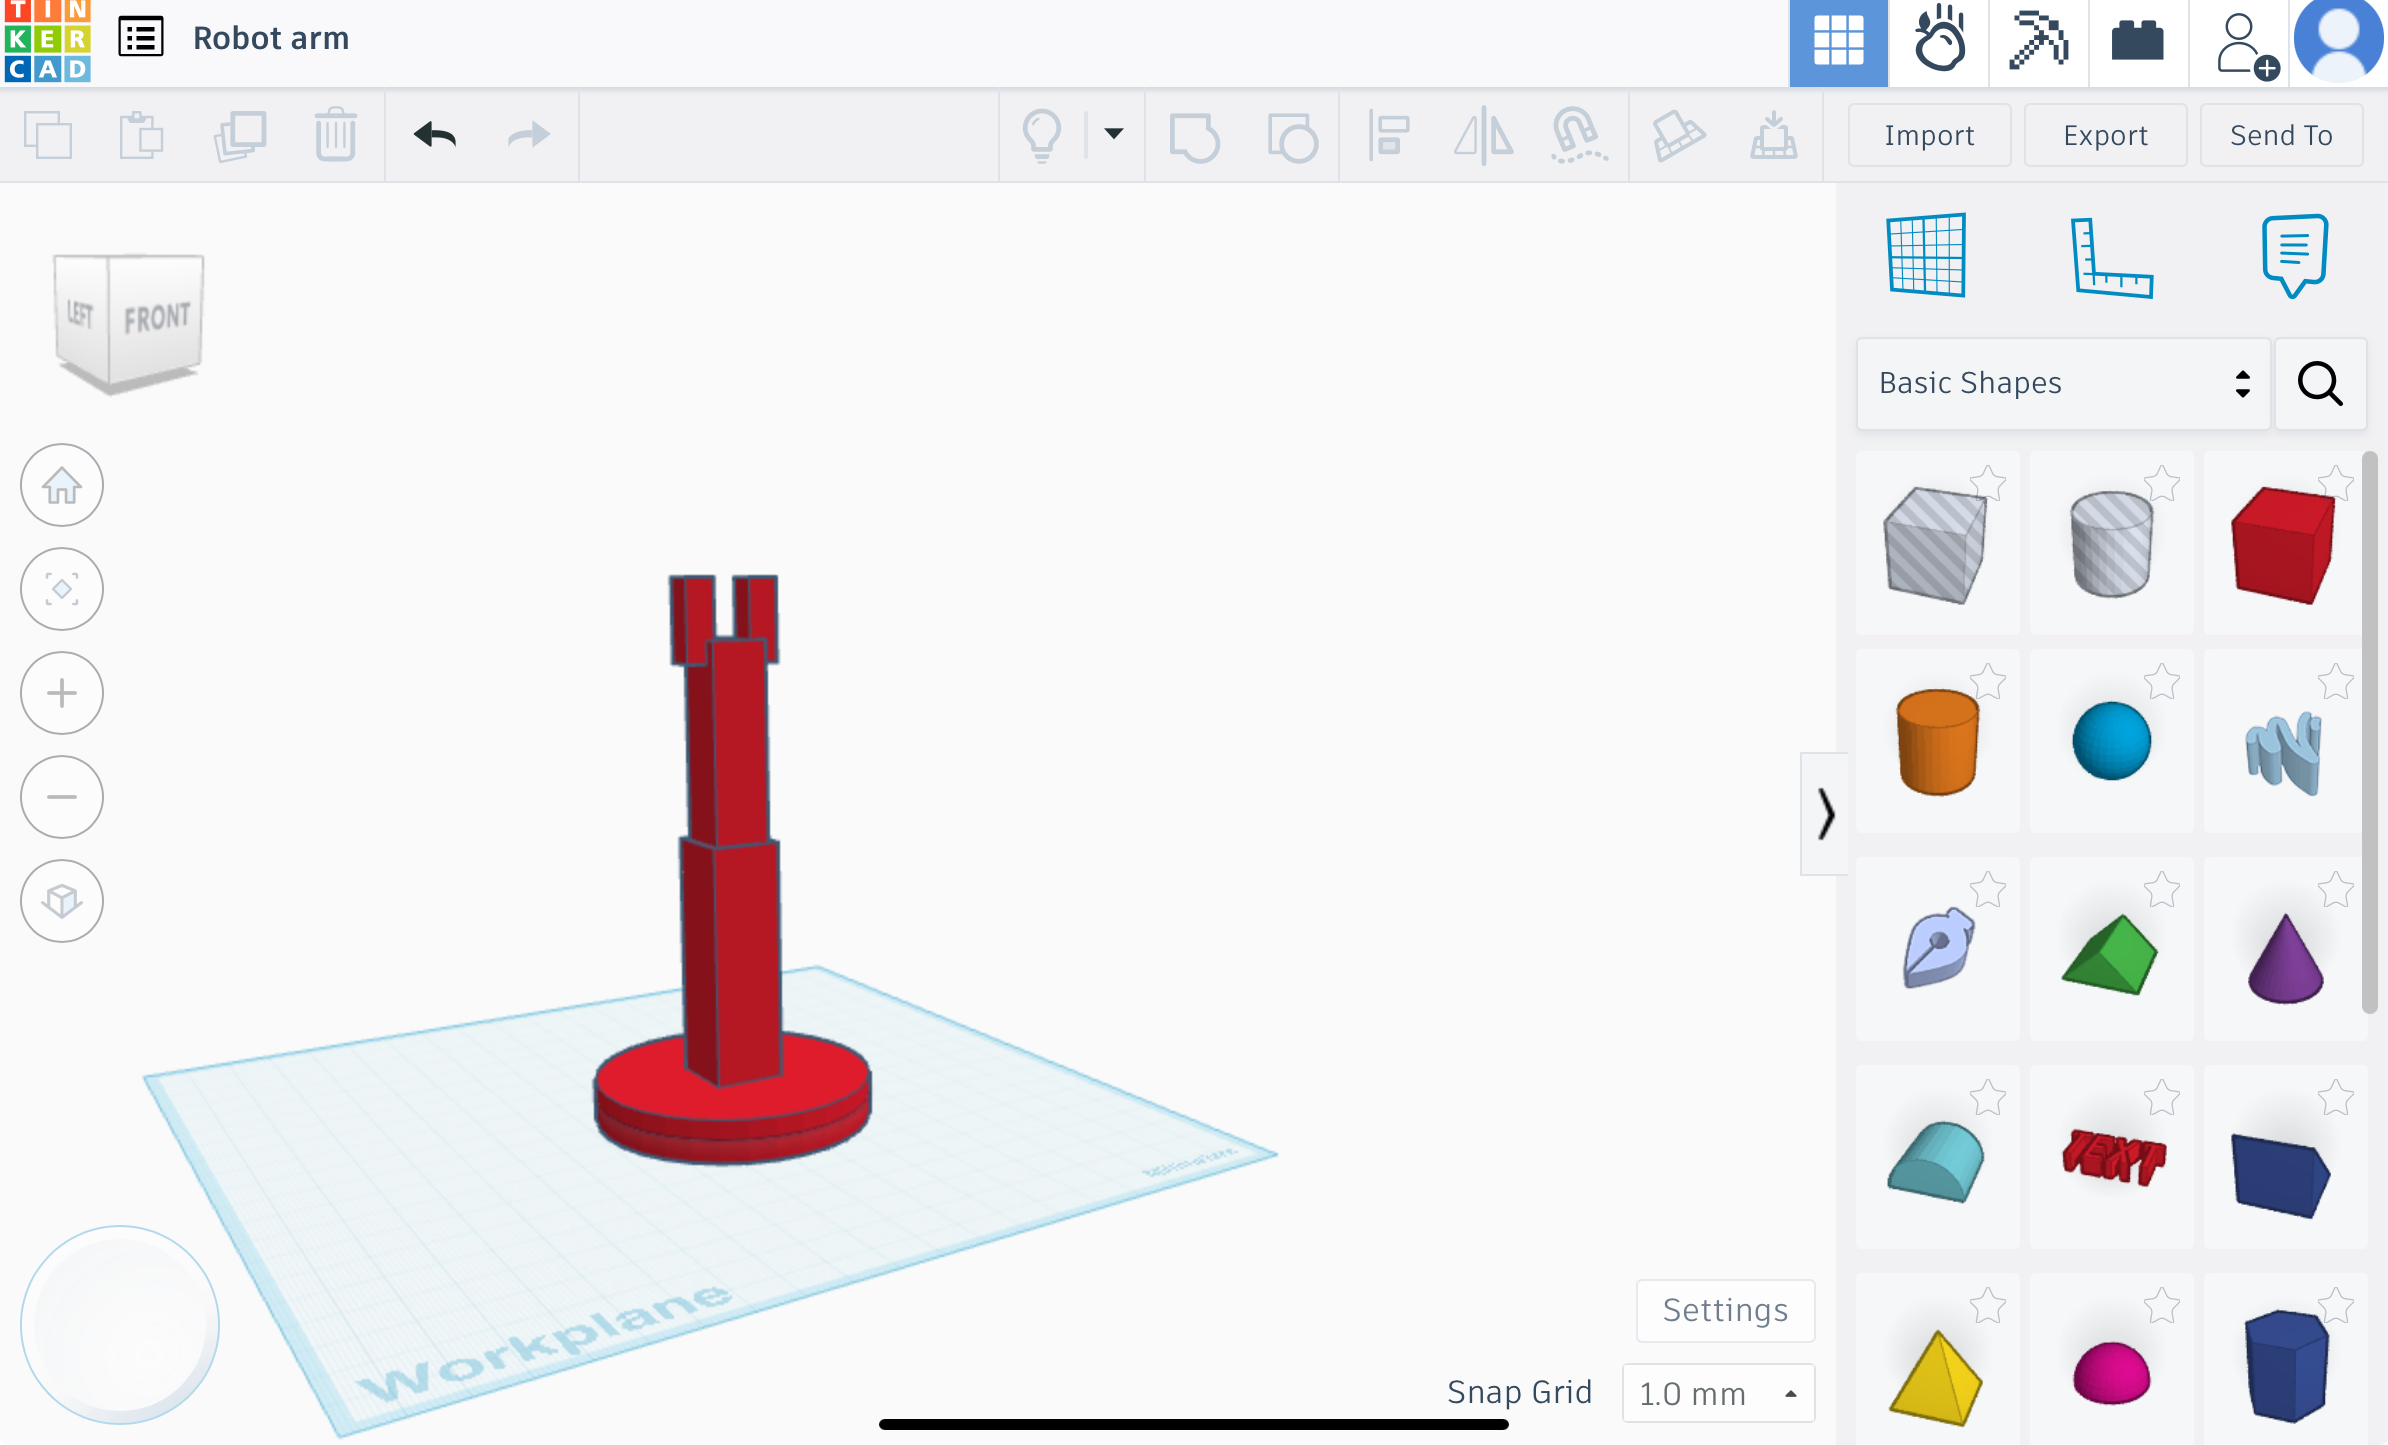 TIN
KER
CAD
Robot arm
Import
Export
Send To
LEFT
FRONT
Basic Shapes
TEXT
Workplane
Settings
Snap Grid
1.0 mm